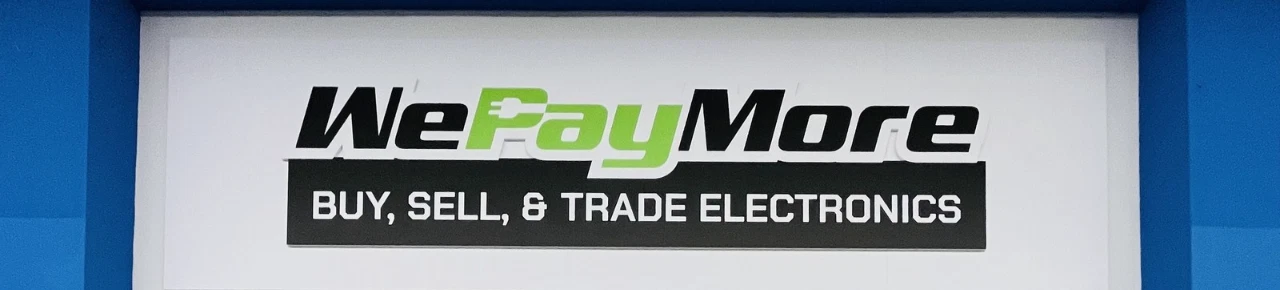 WePayMore
BUY, SELL, & TRADE ELECTRONICS